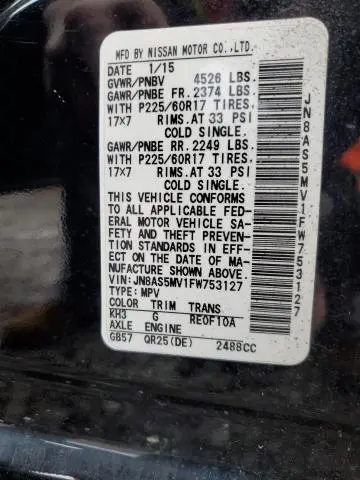 MFD BY NISSAN MOTOR CO.,LTD.
DATE 1/15
GVWR/PNBV 4526 LBS.
GAWR/PNBE FR. 2374 LBS.
WITH P225/60R17 TIRES,
17X7 RIMS.AT 33 PSI
COLD SINGLE.
GAWR/PNBE RR. 2249 LBS.
WITH P225/60R17 TIRES,
17X7 RIMS.AT 33 PSI
COLD SINGLE.
THIS VEHICLE CONFORMS
TO ALL APPLICABLE FED-
ERAL MOTOR VEHICLE SA-
FETY AND THEFT PREVEN-
TION STANDARDS IN EFF-
ECT ON THE DATE OF MA-
NUFACTURE SHOWN ABOVE.
VIN:JN8AS5MV1FW753127
TYPE: MPV
COLOR TRIM TRANS
KH3 G RE0F10A
AXLE ENGINE
GB57 QR25(DE) 2488CC
JN8AS5MV1FW753127